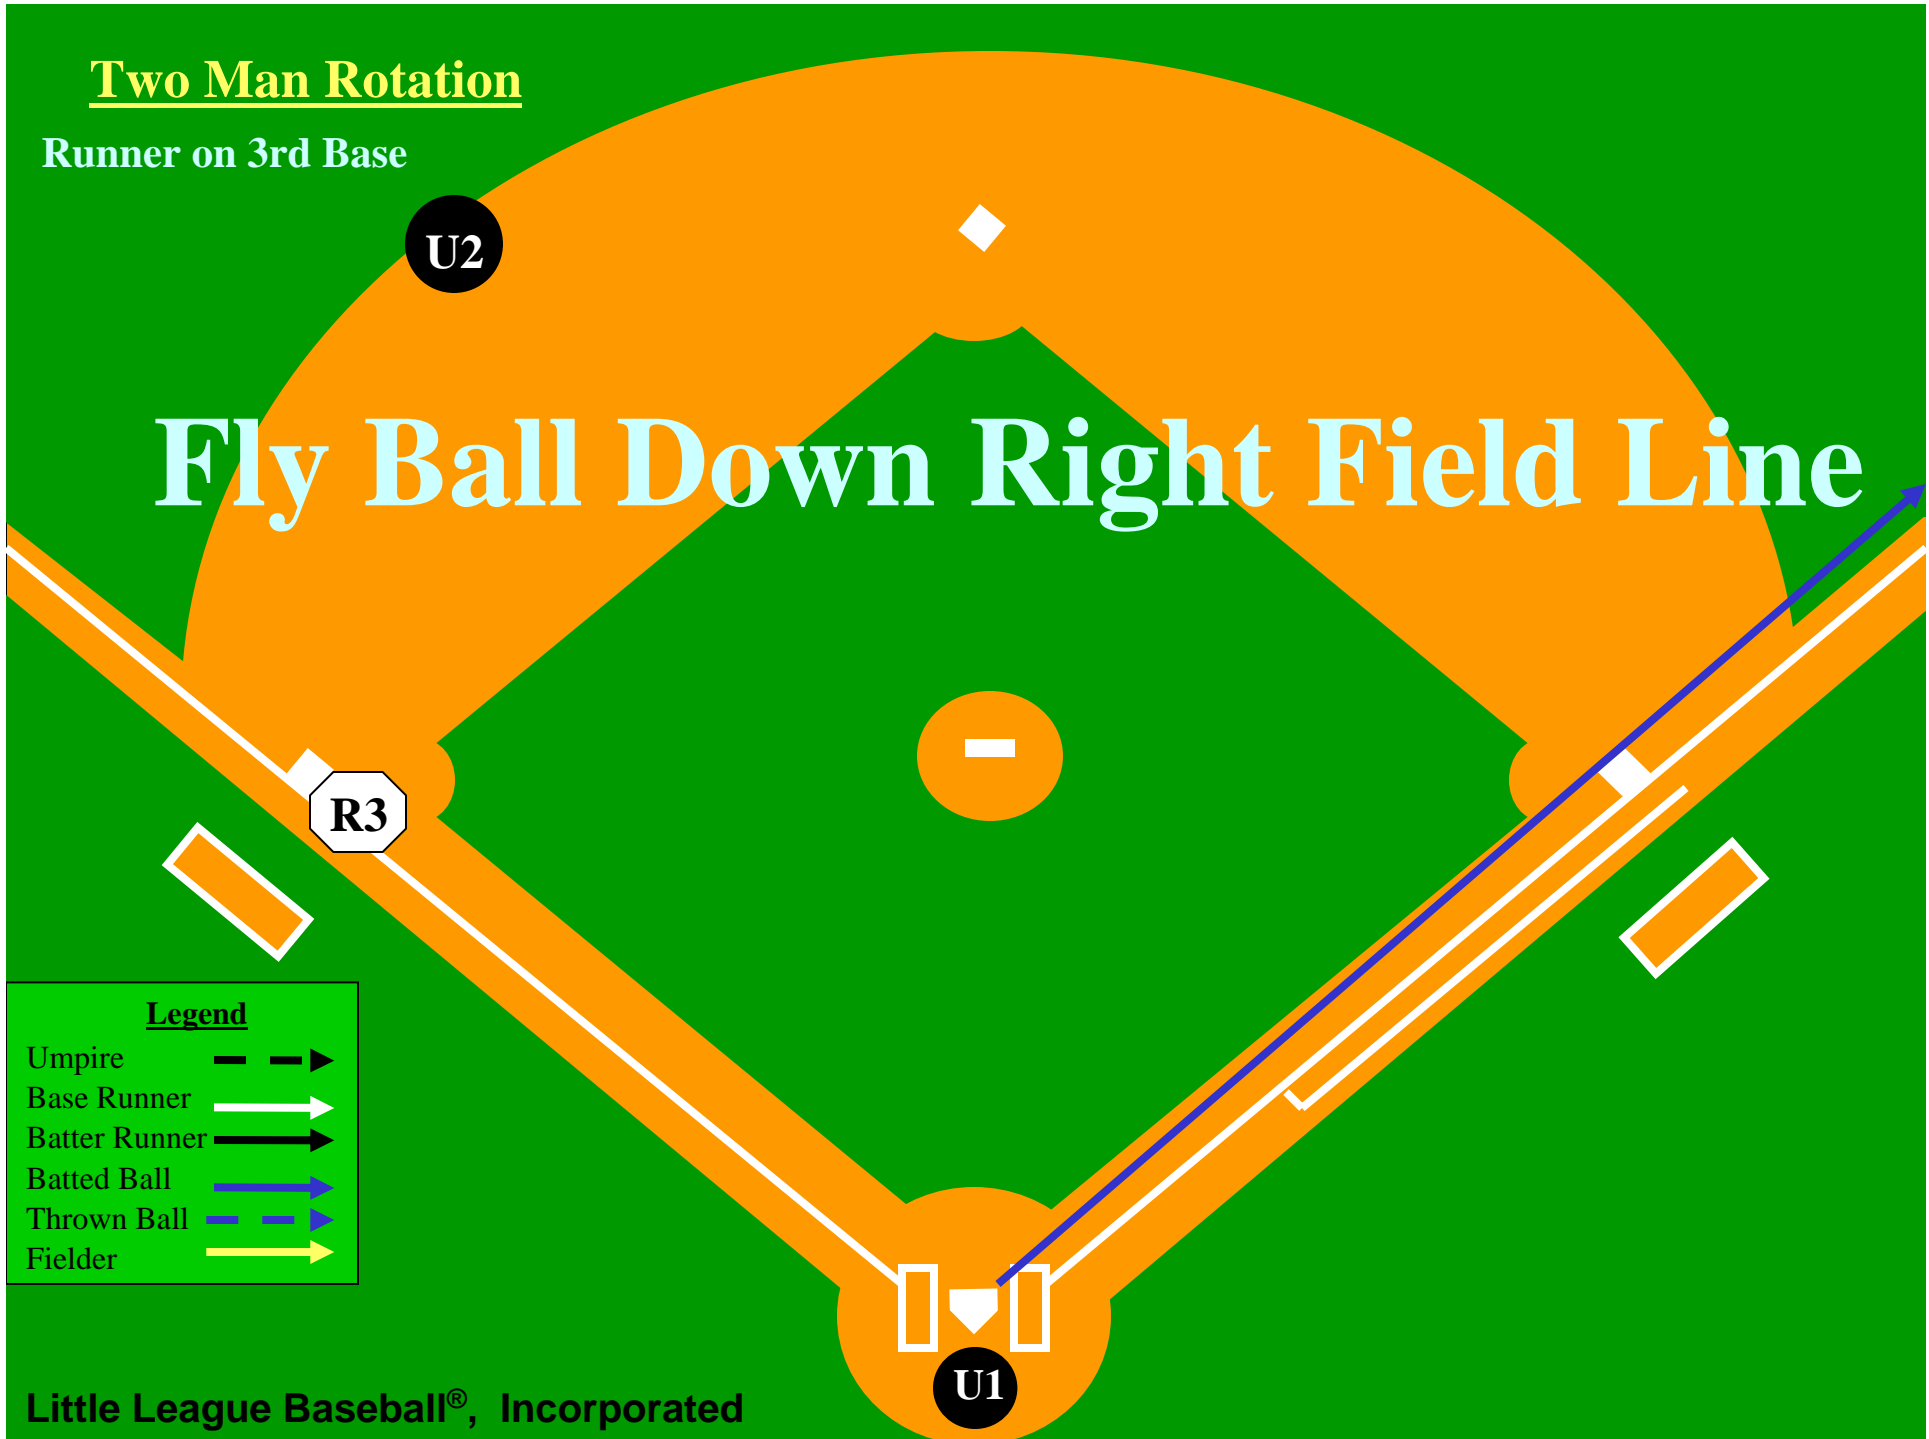 Two Man Rotation
Runner on 3rd Base
U2
Fly Ball Down Right Field Line
R3
Legend
Umpire
Base Runner
Batter Runner
Batted Ball
Thrown Ball
Fielder
U1
Little League Baseball®, Incorporated